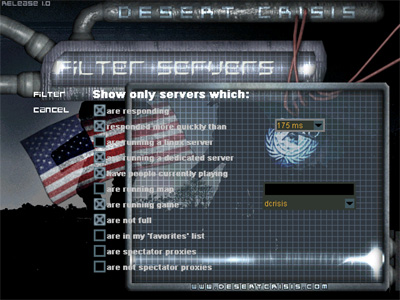 RELEASE 1.0
DESERT CRISIS
FILTER SERVERS
FILTER
CANCEL
Show only servers which:
are responding
responded more quickly than 175 ms
are running a linux server
are running a dedicated server
have people currently playing
are running map
are running game dcrisis
are not full
are in my 'favorites' list
are spectator proxies
are not spectator proxies
WWW.DESERTCRISIS.COM